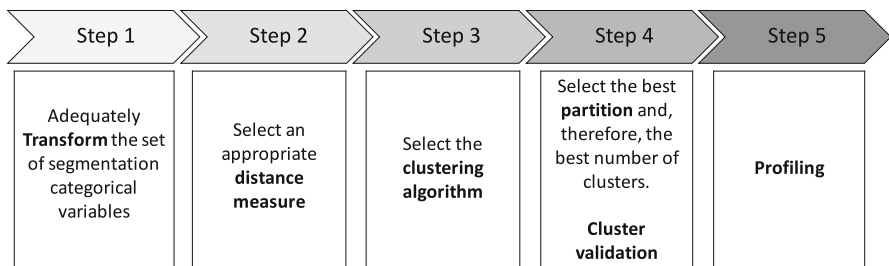 Step 1
Step 2
Step 3
Step 4
Step 5
Adequately
Transform the set
of segmentation
categorical
variables
Select an
appropriate
distance
measure
Select the
clustering
algorithm
Select the best
partition and,
therefore, the
best number of
clusters.
Cluster
validation
Profiling